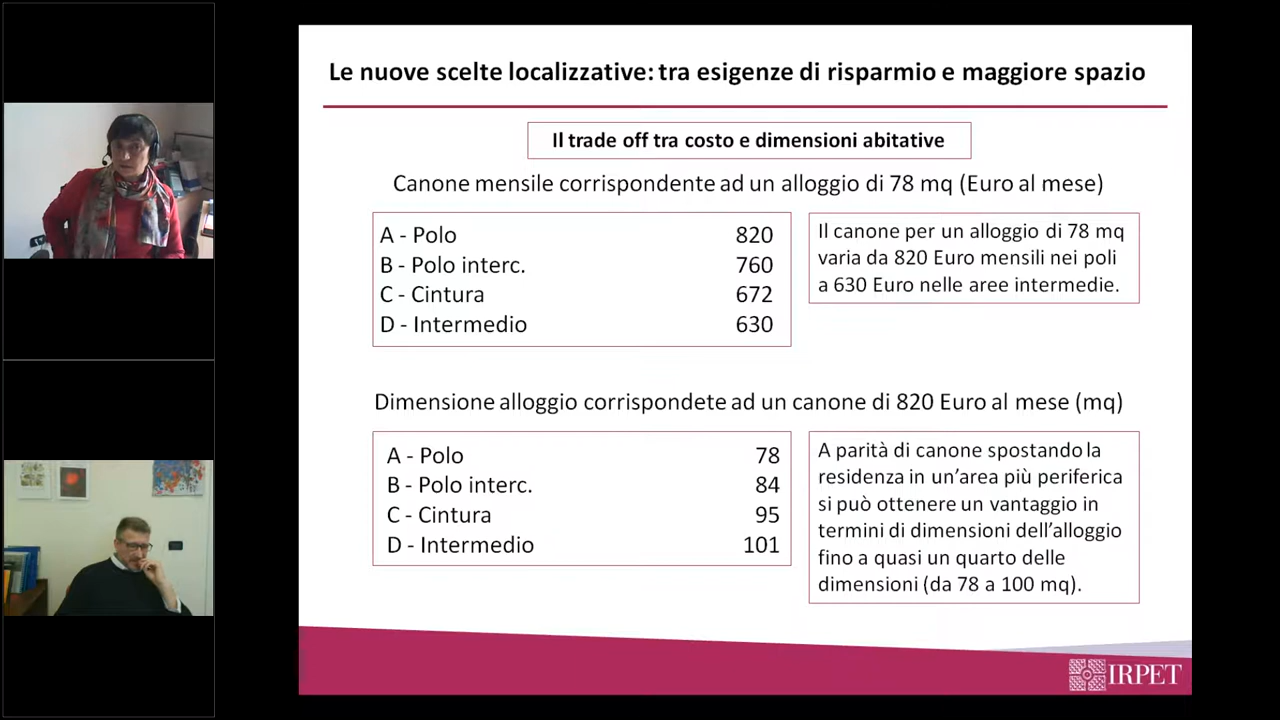 Le nuove scelte localizzative: tra esigenze di risparmio e maggiore spazio
Il trade off tra costo e dimensioni abitative
Canone mensile corrispondente ad un alloggio di 78 mq (Euro al mese)
A - Polo 820
B - Polo interc. 760
C - Cintura 672
D - Intermedio 630
Il canone per un alloggio di 78 mq
varia da 820 Euro mensili nei poli
a 630 Euro nelle aree intermedie.
Dimensione alloggio corrispondete ad un canone di 820 Euro al mese (mq)
A - Polo 78
B - Polo interc. 84
C - Cintura 95
D - Intermedio 101
A parità di canone spostando la
residenza in un'area più periferica
si può ottenere un vantaggio in
termini di dimensioni dell'alloggio
fino a quasi un quarto delle
dimensioni (da 78 a 100 mq).
IRPET